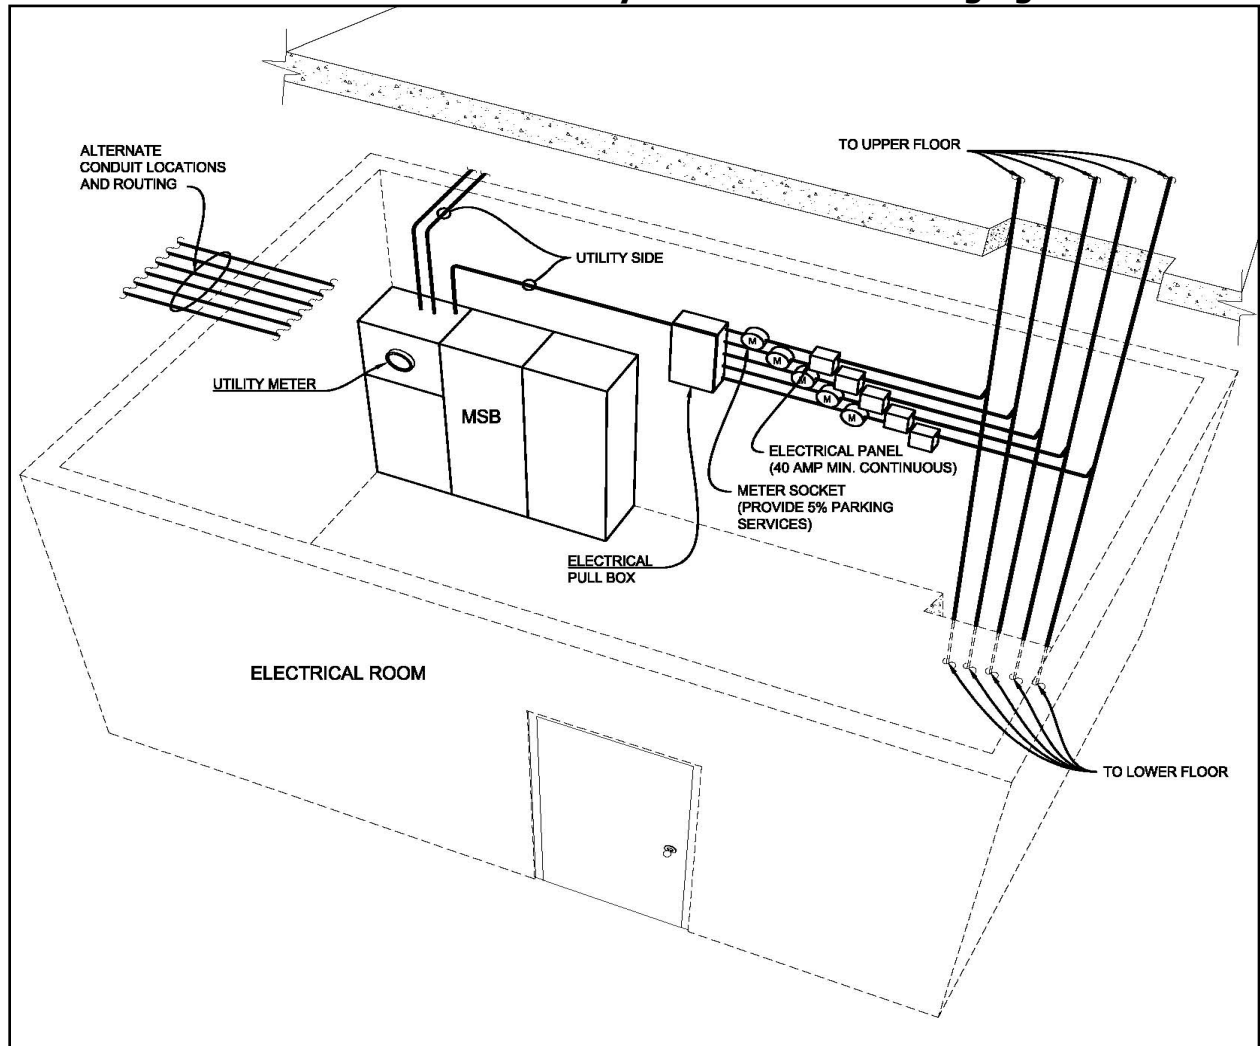 ALTERNATE
CONDUIT LOCATIONS
AND ROUTING
TO UPPER FLOOR
UTILITY SIDE
UTILITY METER
MSB
M
M
M
M
M
ELECTRICAL PANEL
(40 AMP MIN. CONTINUOUS)
METER SOCKET
(PROVIDE 5% PARKING
SERVICES)
ELECTRICAL
PULL BOX
ELECTRICAL ROOM
TO LOWER FLOOR